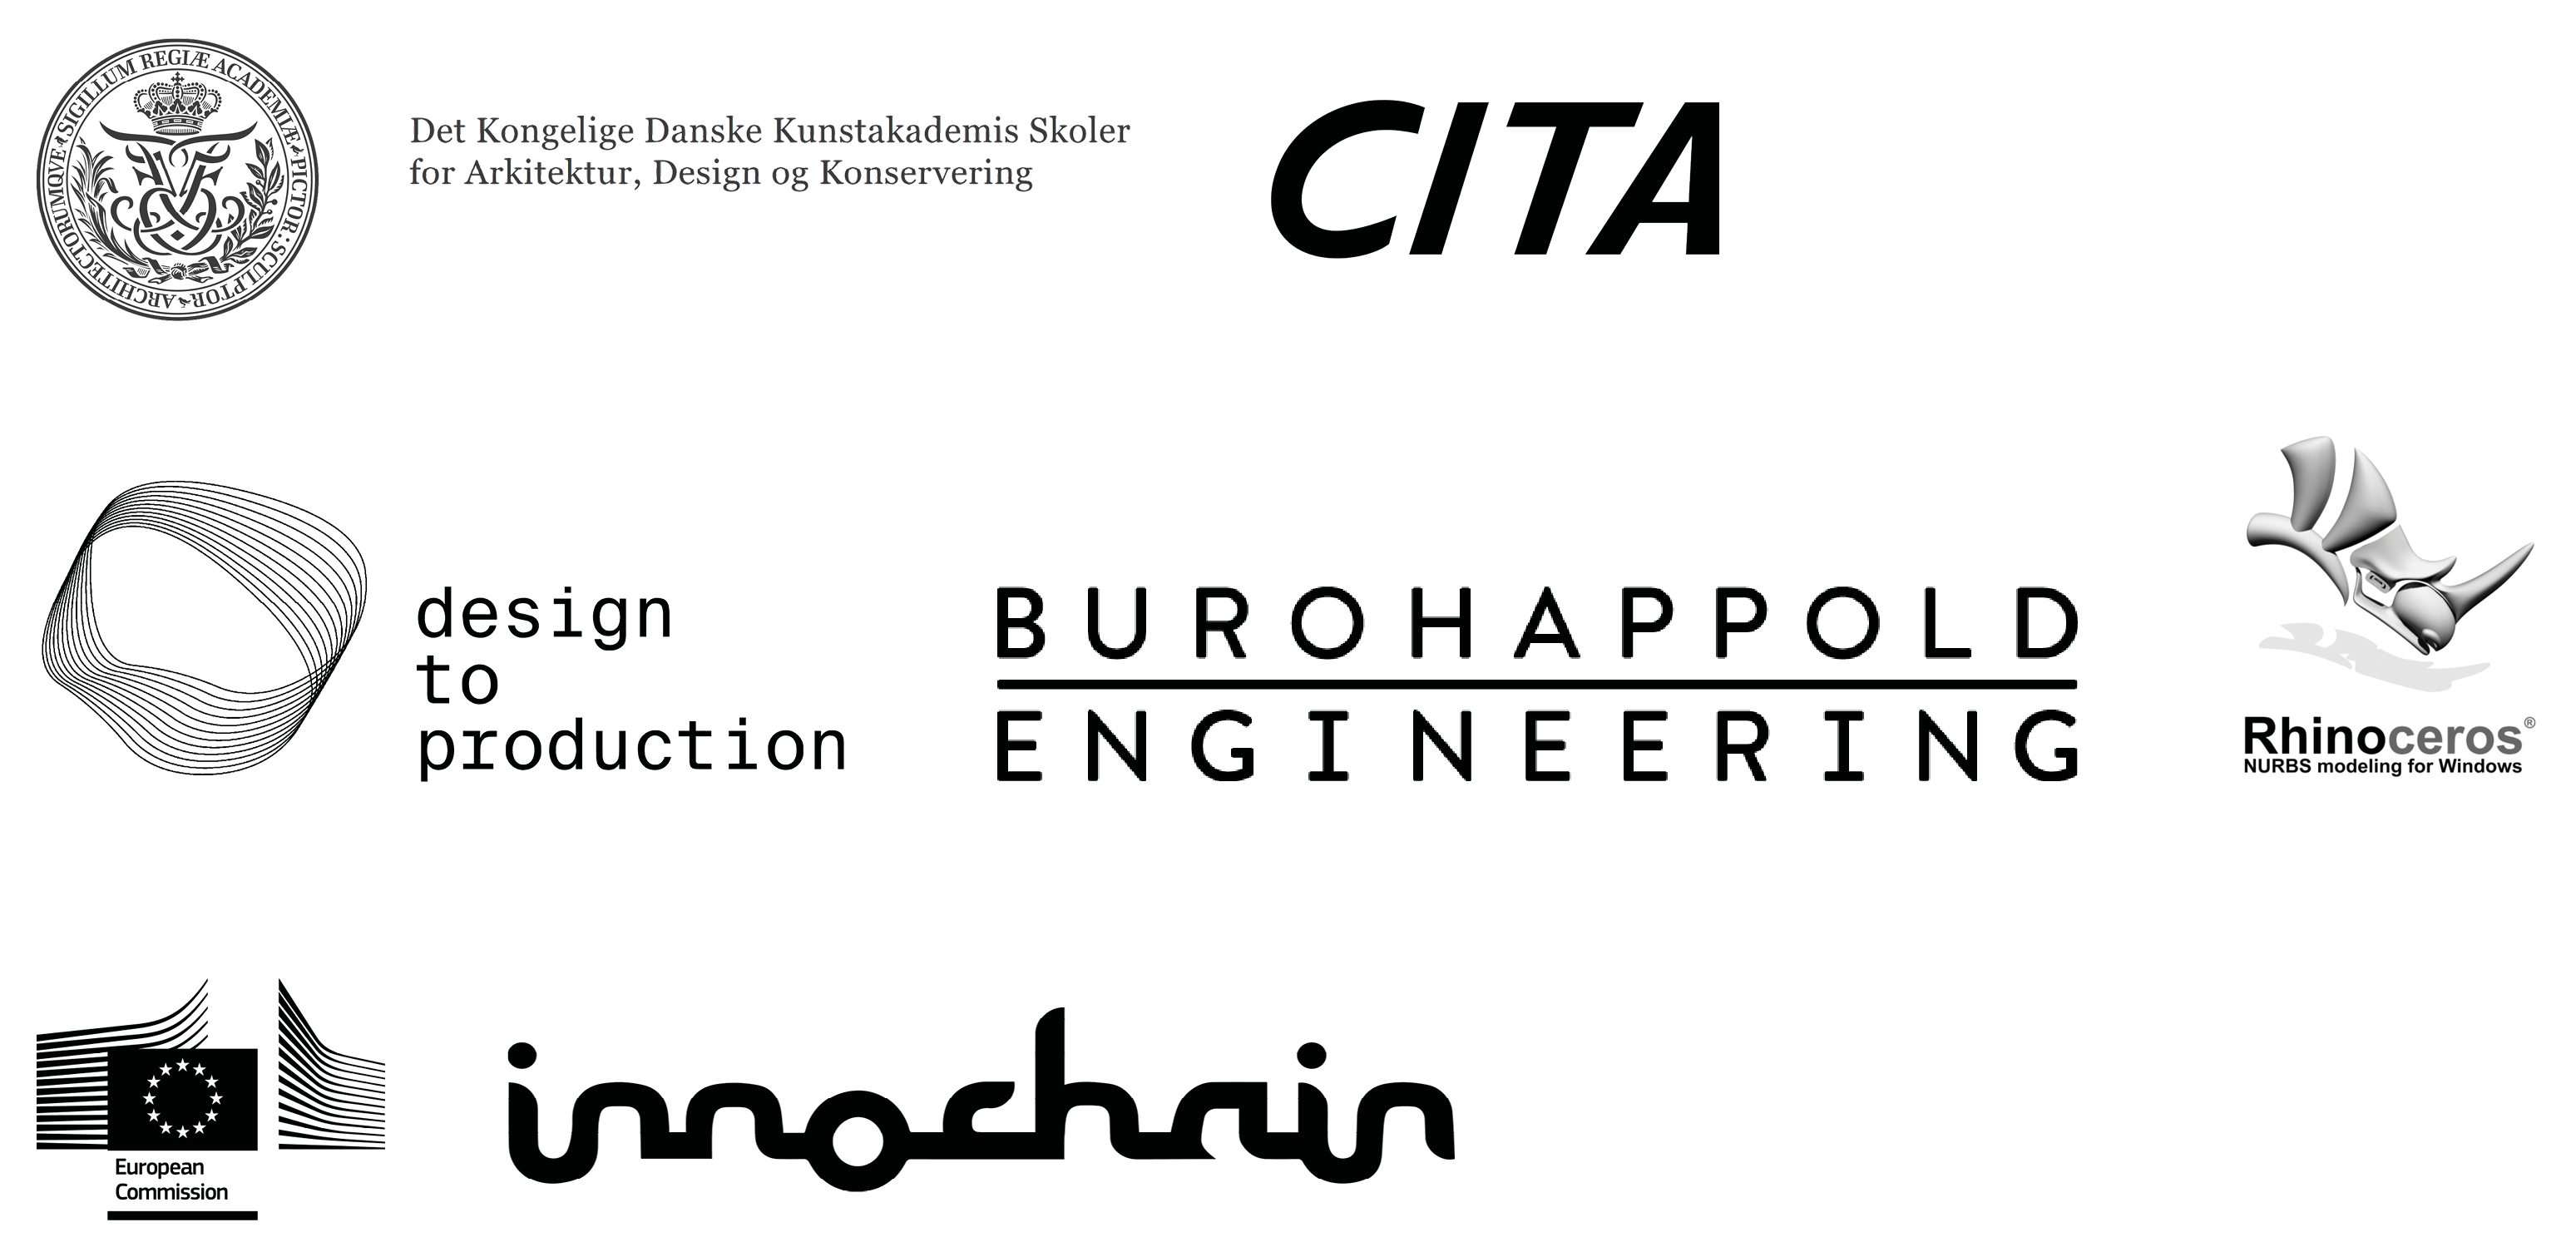 SIGILLUM REGIÆ ACADEMIÆ PICTOR: SCULPTOR ARCHITECTORUMQVE
Det Kongelige Danske Kunstakademis Skoler
for Arkitektur, Design og Konservering
CITA
design
to
production
BUROHAPPOLD
ENGINEERING
Rhinoceros®
NURBS modeling for Windows
European
Commission
innochain